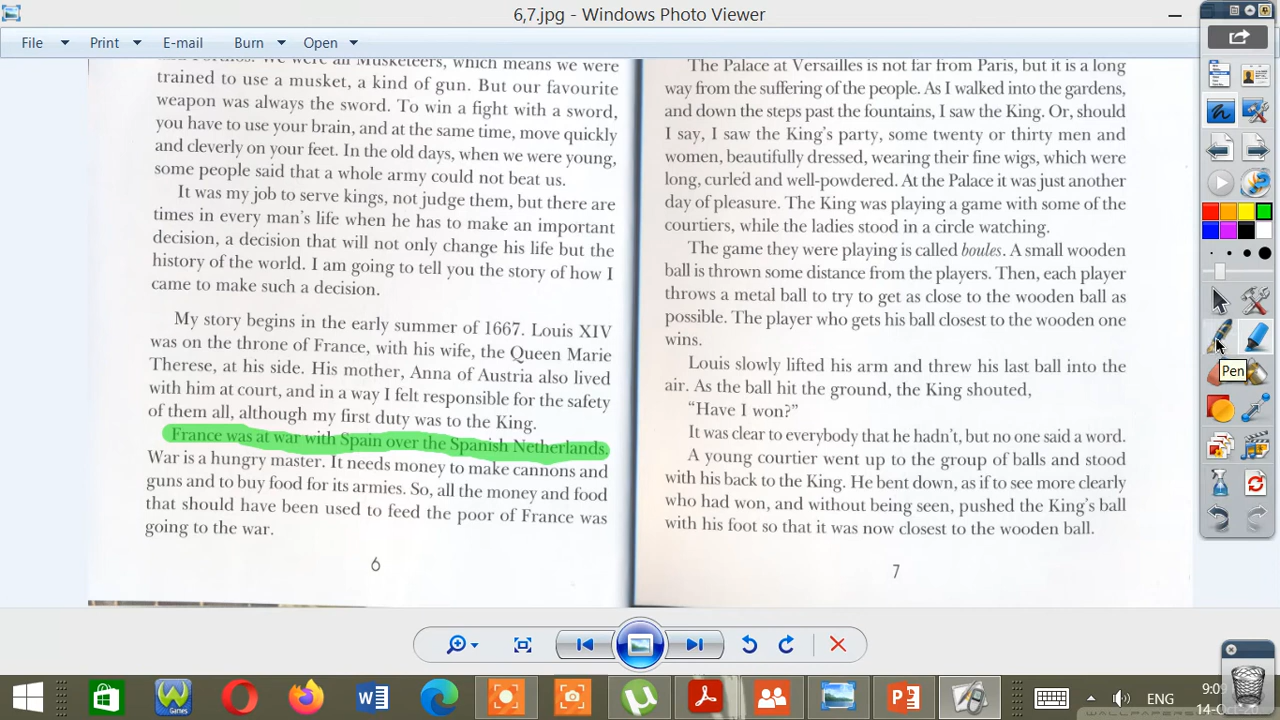 6,7.jpg - Windows Photo Viewer
File Print E-mail Burn Open
and Porthos. We were all Musketeers, which means we were
trained to use a musket, a kind of gun. But our favourite
weapon was always the sword. To win a fight with a sword,
you have to use your brain, and at the same time, move quickly
and cleverly on your feet. In the old days, when we were young,
some people said that a whole army could not beat us.
It was my job to serve kings, not judge them, but there are
times in every man's life when he has to make an important
decision, a decision that will not only change his life but the
history of the world. I am going to tell you the story of how I
came to make such a decision.
My story begins in the early summer of 1667. Louis XIV
was on the throne of France, with his wife, the Queen Marie
Therese, at his side. His mother, Anna of Austria also lived
with him at court, and in a way I felt responsible for the safety
of them all, although my first duty was to the King.
France was at war with Spain over the Spanish Netherlands.
War is a hungry master. It needs money to make cannons and
guns and to buy food for its armies. So, all the money and food
that should have been used to feed the poor of France was
going to the war.
6
The Palace at Versailles is not far from Paris, but it is a long
way from the suffering of the people. As I walked into the gardens,
and down the steps past the fountains, I saw the King. Or, should
I say, I saw the King's party, some twenty or thirty men and
women, beautifully dressed, wearing their fine wigs, which were
long, curled and well-powdered. At the Palace it was just another
day of pleasure. The King was playing a game with some of the
courtiers, while the ladies stood in a circle watching.
The game they were playing is called boules. A small wooden
ball is thrown some distance from the players. Then, each player
throws a metal ball to try to get as close to the wooden ball as
possible. The player who gets his ball closest to the wooden one
wins.
Louis slowly lifted his arm and threw his last ball into the
air. As the ball hit the ground, the King shouted,
"Have I won?"
It was clear to everybody that he hadn't, but no one said a word.
A young courtier went up to the group of balls and stood
with his back to the King. He bent down, as if to see more clearly
who had won, and without being seen, pushed the King's ball
with his foot so that it was now closest to the wooden ball.
7
Pen
Games
ENG
9:09